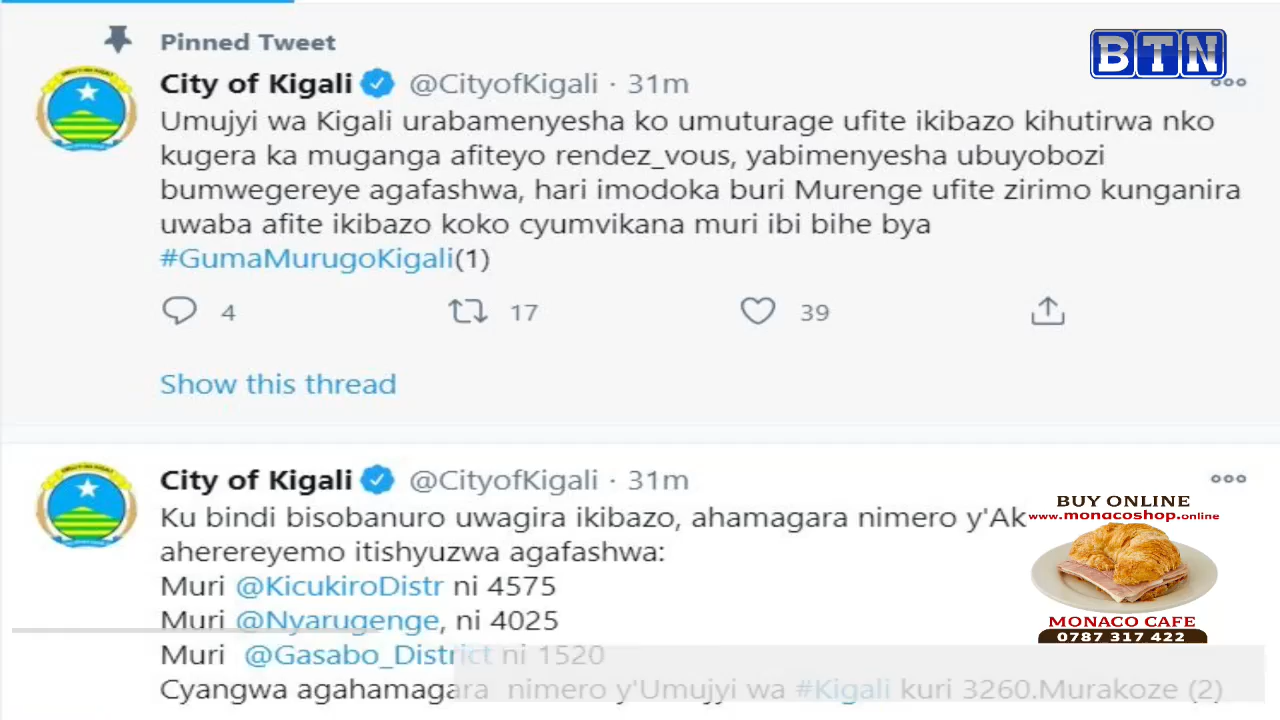 Pinned Tweet
City of Kigali @CityofKigali · 31m
Umujyi wa Kigali urabamenyesha ko umuturage ufite ikibazo kihutirwa nko
kugera ka muganga afiteyo rendez_vous, yabimenyesha ubuyobozi
bumwegereye agafashwa, hari imodoka buri Murenge ufite zirimo kunganira
uwaba afite ikibazo koko cyumvikana muri ibi bihe bya
#GumaMurugoKigali(1)
4 17 39
Show this thread
City of Kigali @CityofKigali · 31m
Ku bindi bisobanuro uwagira ikibazo, ahamagara nimero y'Ak
aherereyemo itishyuzwa agafashwa:
Muri @KicukiroDistr ni 4575
Muri @Nyarugenge, ni 4025
Muri @Gasabo_District ni 1520
Cyangwa agahamagara nimero y'Umujyi wa #Kigali kuri 3260.Murakoze (2)
BTN
BUY ONLINE
www.monacoshop.online
MONACO CAFE
0787 317 422